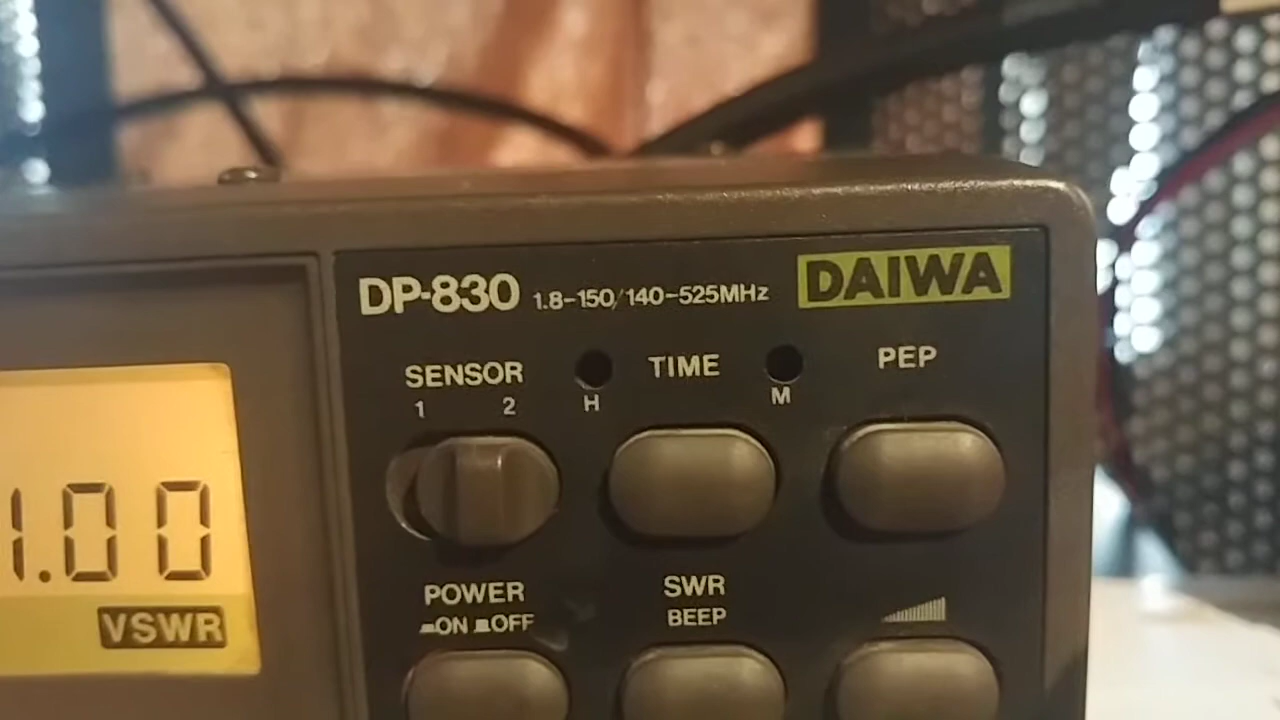 DP-830 1.8-150/140-525MHz DAIWA
SENSOR TIME PEP
1 2 H M
1.00
VSWR
POWER SWR
ON OFF BEEP